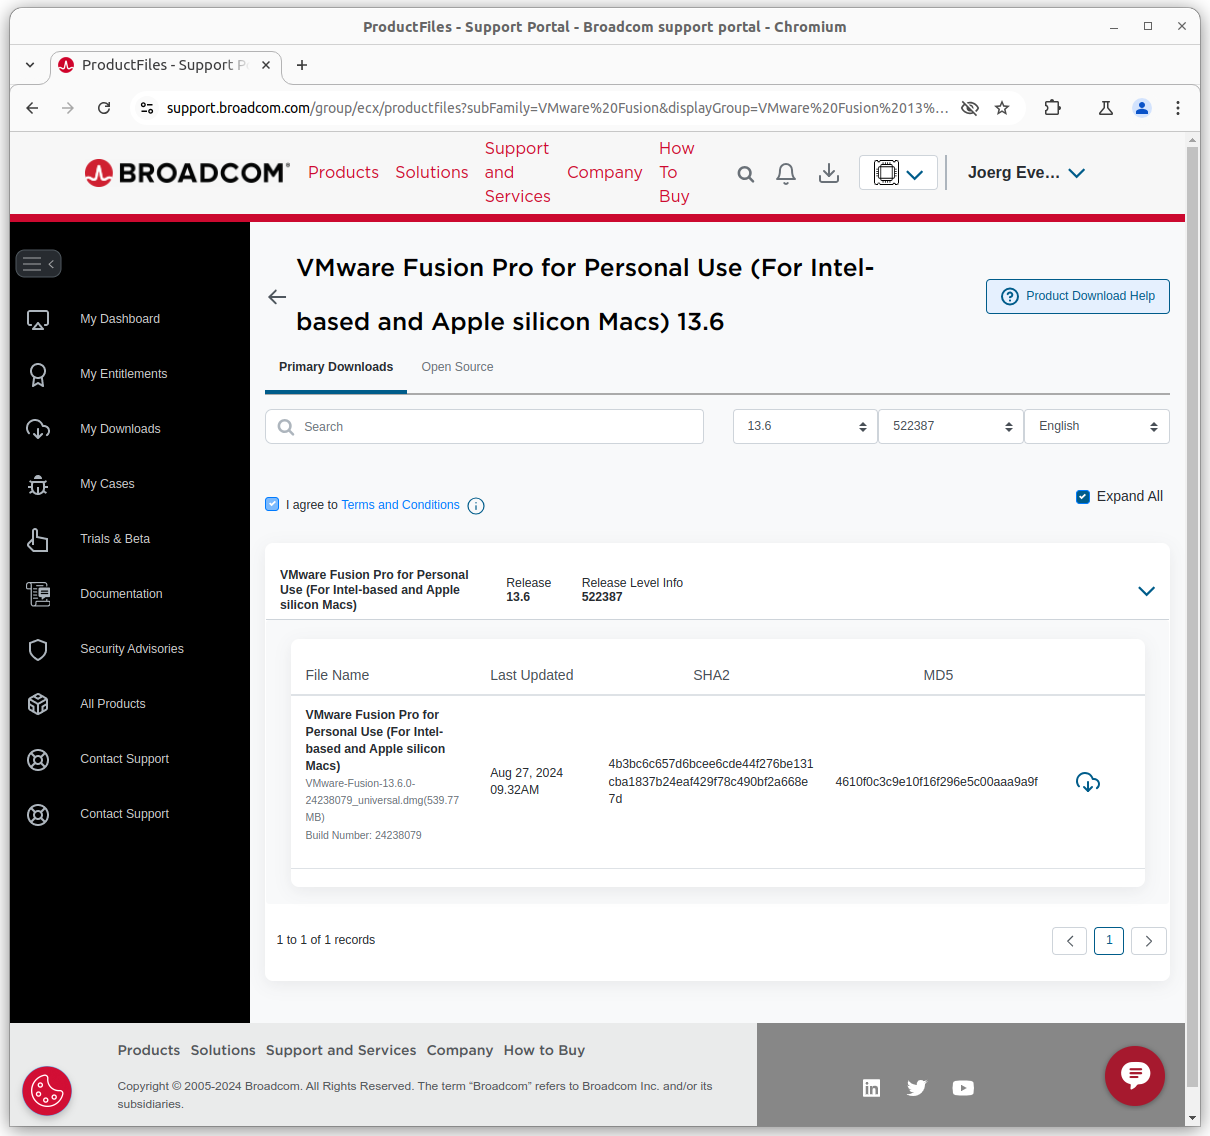 ProductFiles - Support Portal - Broadcom support portal - Chromium
ProductFiles - Support P
support.broadcom.com/group/ecx/productfiles?subFamily=VMware%20Fusion&displayGroup=VMware%20Fusion%2013%...
BROADCOM
Products
Solutions
Support
and
Services
Company
How
To
Buy
Joerg Eve...
My Dashboard
My Entitlements
My Downloads
My Cases
Trials & Beta
Documentation
Security Advisories
All Products
Contact Support
Contact Support
VMware Fusion Pro for Personal Use (For Intel-
based and Apple silicon Macs) 13.6
Product Download Help
Primary Downloads
Open Source
Search
13.6
522387
English
I agree to Terms and Conditions
Expand All
VMware Fusion Pro for Personal
Use (For Intel-based and Apple
silicon Macs)
Release
13.6
Release Level Info
522387
File Name
Last Updated
SHA2
MD5
VMware Fusion Pro for
Personal Use (For Intel-
based and Apple silicon
Macs)
VMware-Fusion-13.6.0-
24238079_universal.dmg(539.77
MB)
Build Number: 24238079
Aug 27, 2024
09.32AM
4b3bc6c657d6bcee6cde44f276be131
cba1837b24eaf429f78c490bf2a668e
7d
4610f0c3c9e10f16f296e5c00aaa9a9f
1 to 1 of 1 records
1
Products Solutions Support and Services Company How to Buy
Copyright © 2005-2024 Broadcom. All Rights Reserved. The term “Broadcom” refers to Broadcom Inc. and/or its
subsidiaries.